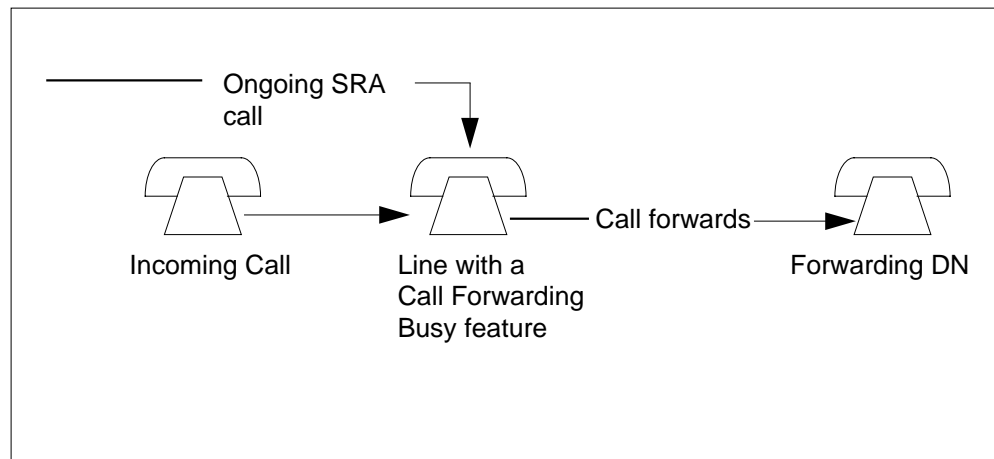 Ongoing SRA
call
Call forwards
Incoming Call
Line with a
Call Forwarding
Busy feature
Forwarding DN